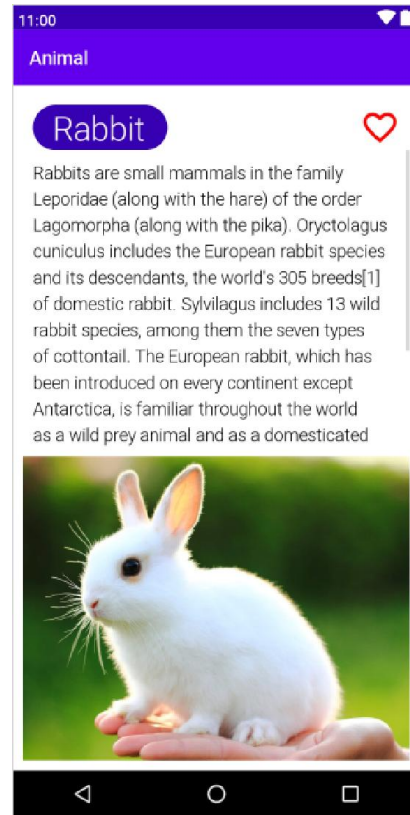 11:00
Animal
Rabbit
Rabbits are small mammals in the family
Leporidae (along with the hare) of the order
Lagomorpha (along with the pika). Oryctolagus
cuniculus includes the European rabbit species
and its descendants, the world's 305 breeds[1]
of domestic rabbit. Sylvilagus includes 13 wild
rabbit species, among them the seven types
of cottontail. The European rabbit, which has
been introduced on every continent except
Antarctica, is familiar throughout the world
as a wild prey animal and as a domesticated